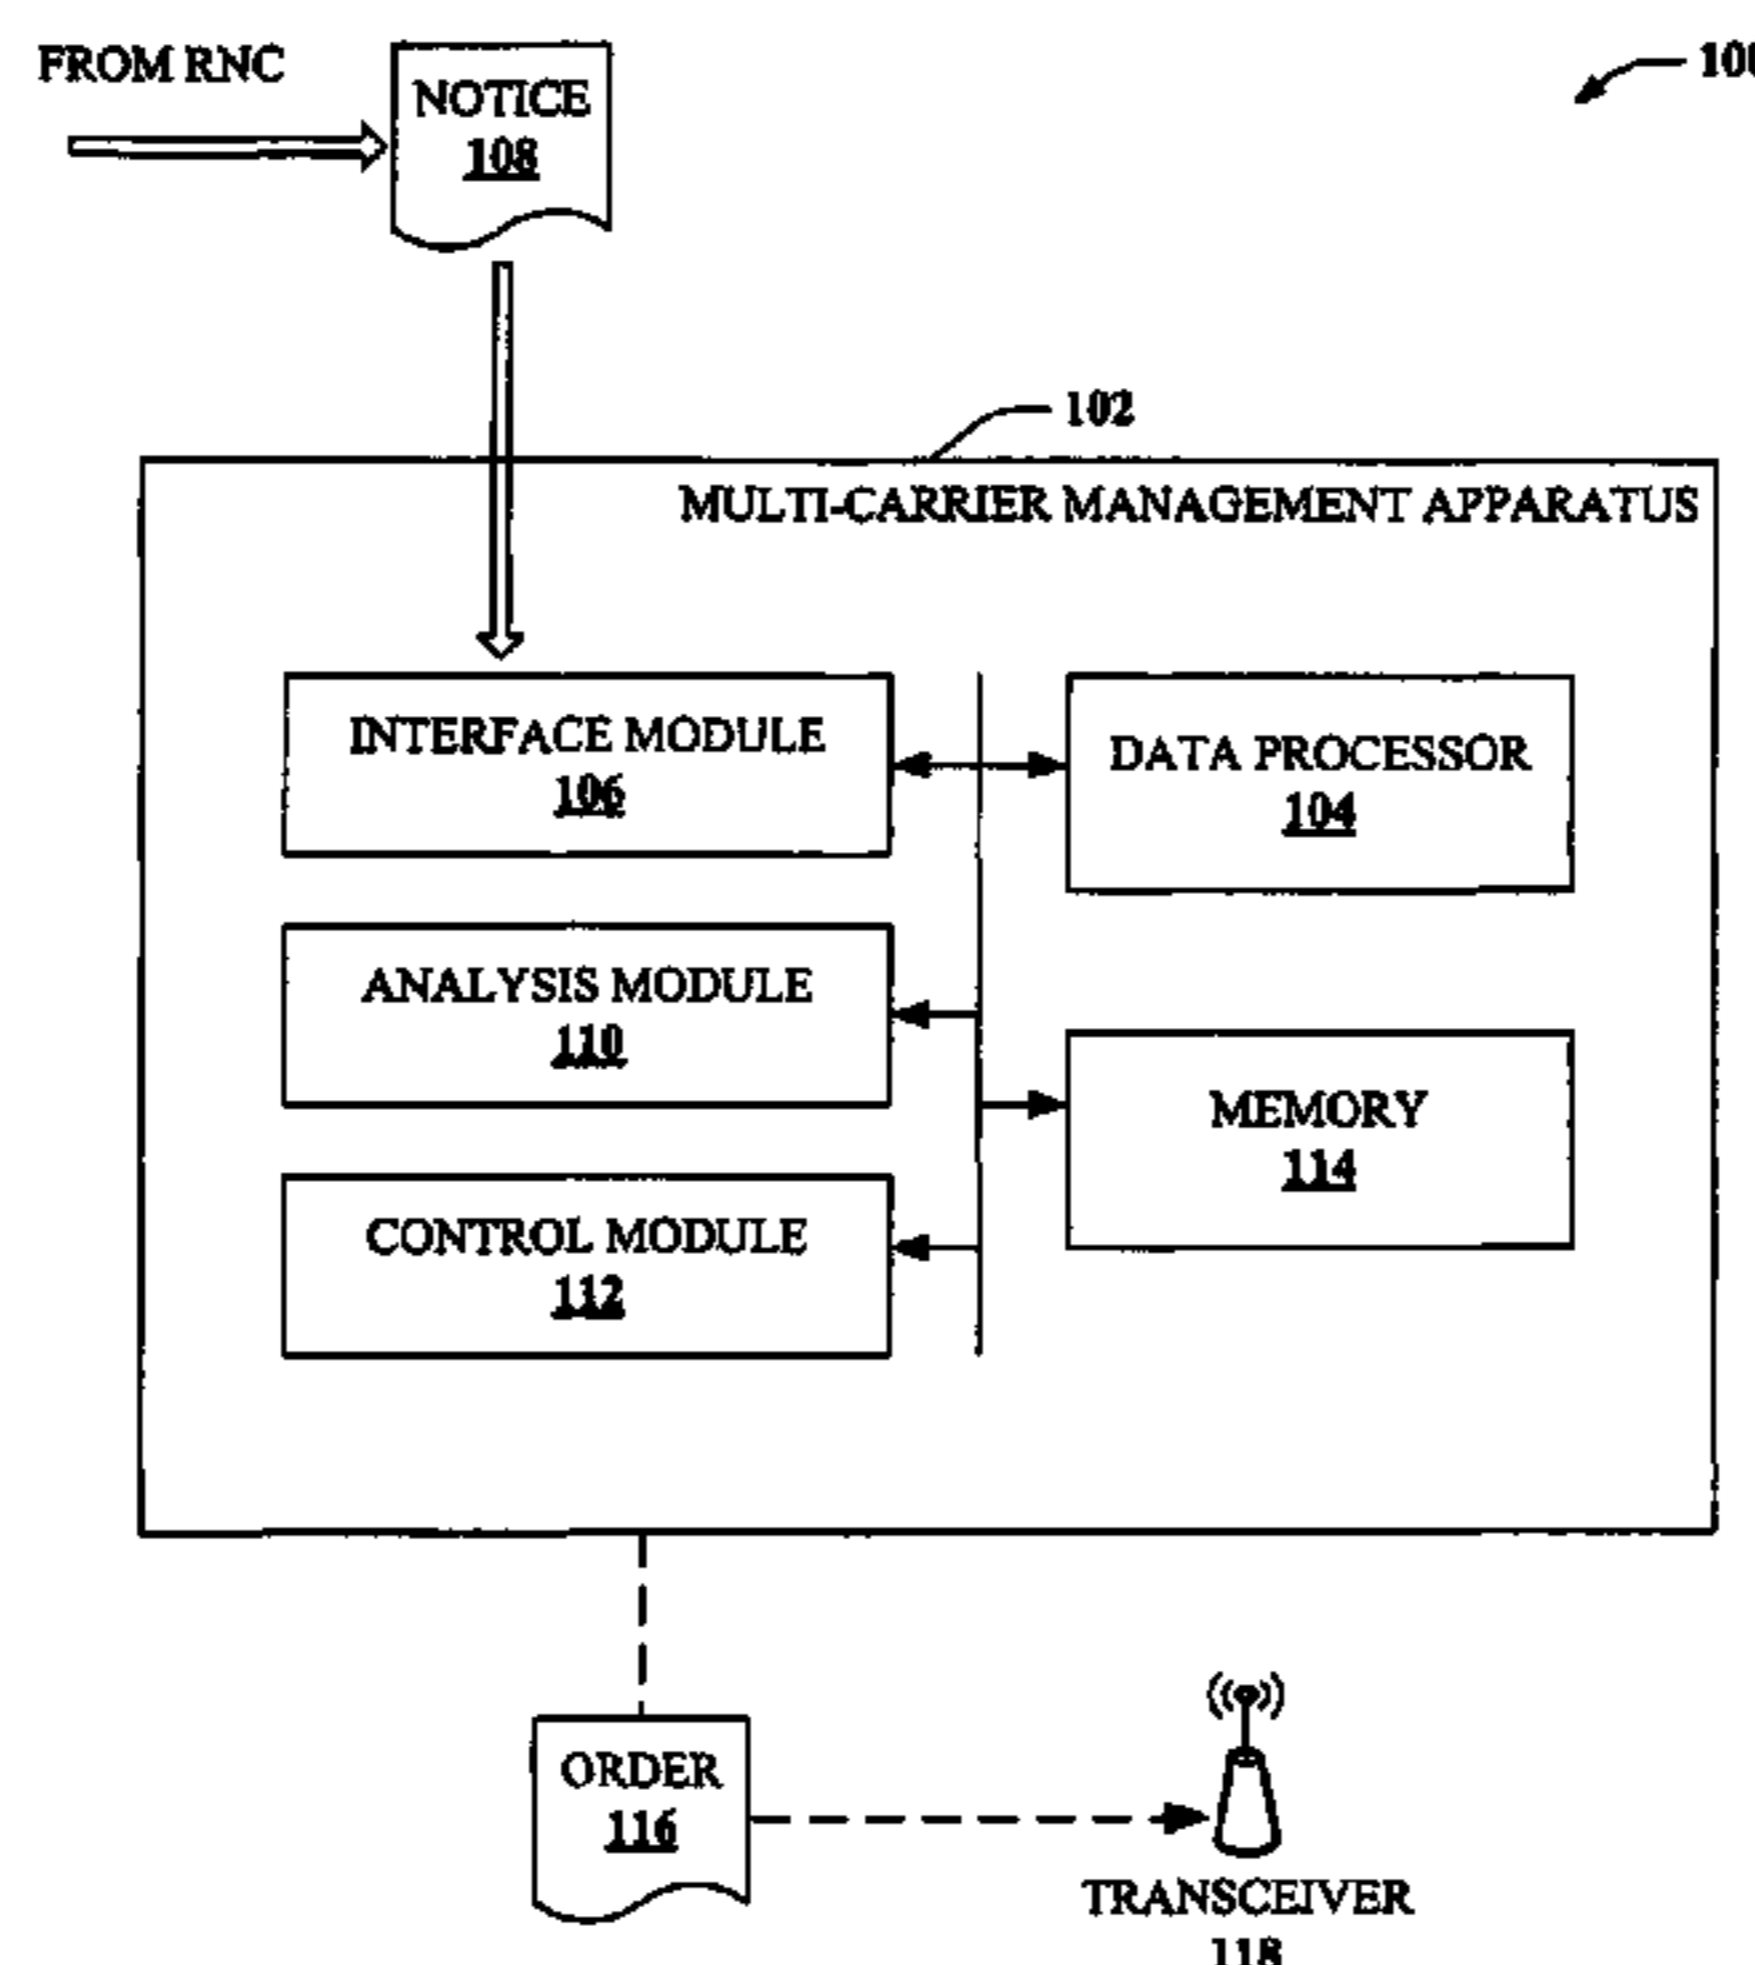 FROM RNC
NOTICE
108
102
MULTI-CARRIER MANAGEMENT APPARATUS
INTERFACE MODULE
106
DATA PROCESSOR
104
ANALYSIS MODULE
110
MEMORY
114
CONTROL MODULE
112
ORDER
116
TRANSCEIVER
118